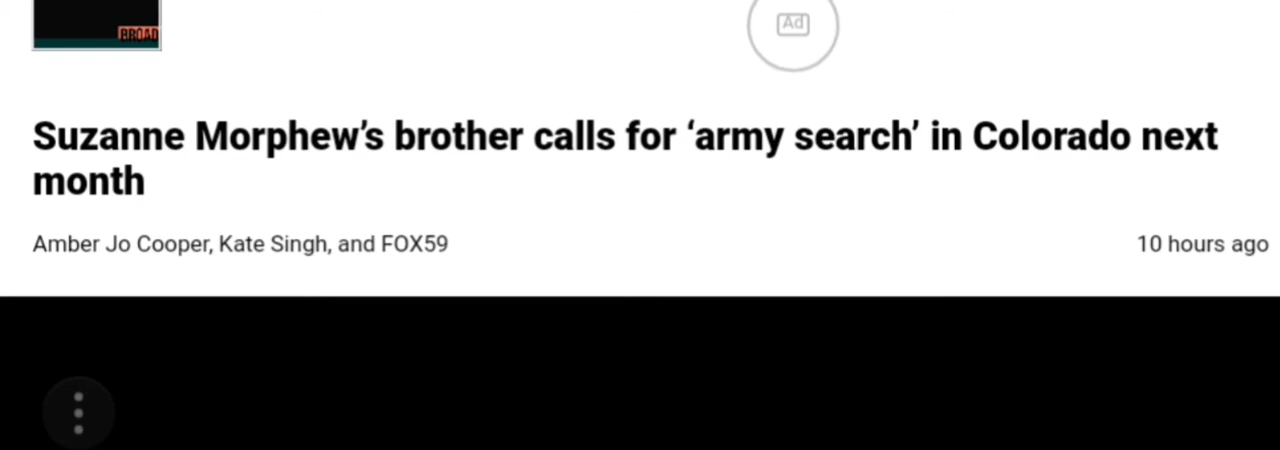 BROAD
Ad
Suzanne Morphew’s brother calls for ‘army search’ in Colorado next
month
Amber Jo Cooper, Kate Singh, and FOX59
10 hours ago